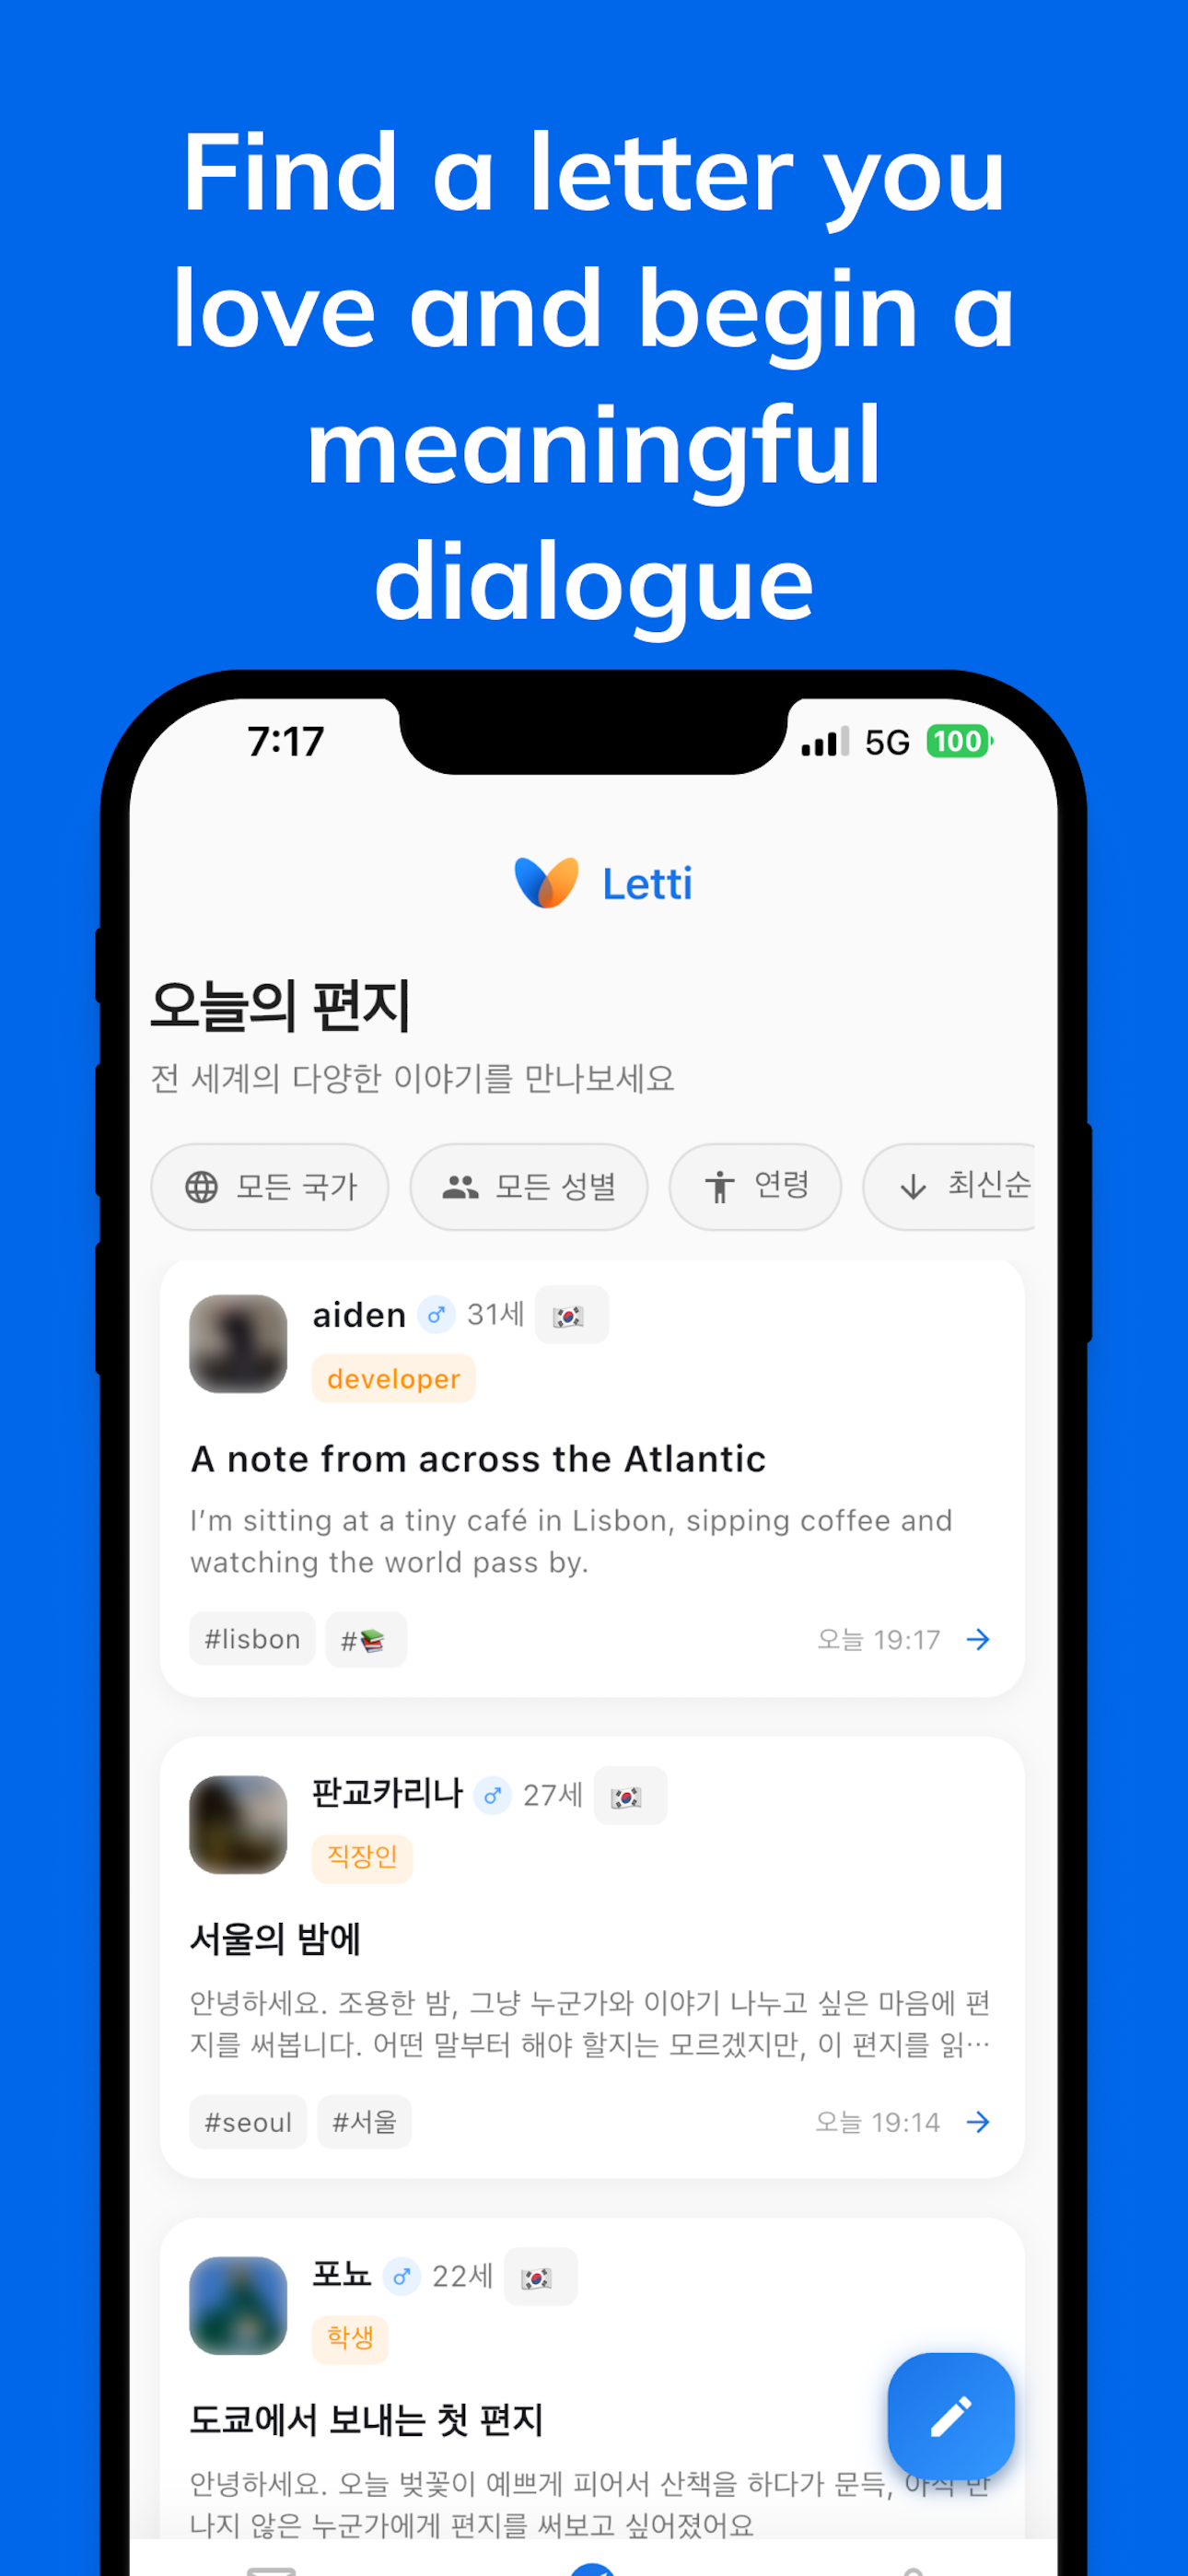 Find a letter you
love and begin a
meaningful
dialogue
7:17
5G
100
Letti
오늘의 편지
전 세계의 다양한 이야기를 만나보세요
모든 국가
모든 성별
연령
최신순
aiden ♂ 31세 🇰🇷
developer
A note from across the Atlantic
I’m sitting at a tiny café in Lisbon, sipping coffee and
watching the world pass by.
#lisbon #📚
오늘 19:17
판교카리나 ♂ 27세 🇰🇷
직장인
서울의 밤에
안녕하세요. 조용한 밤, 그냥 누군가와 이야기 나누고 싶은 마음에 편
지를 써봅니다. 어떤 말부터 해야 할지는 모르겠지만, 이 편지를 읽…
#seoul #서울
오늘 19:14
포뇨 ♂ 22세 🇰🇷
학생
도쿄에서 보내는 첫 편지
안녕하세요. 오늘 벚꽃이 예쁘게 피어서 산책을 하다가 문득, 아직 만
나지 않은 누군가에게 편지를 써보고 싶어졌어요